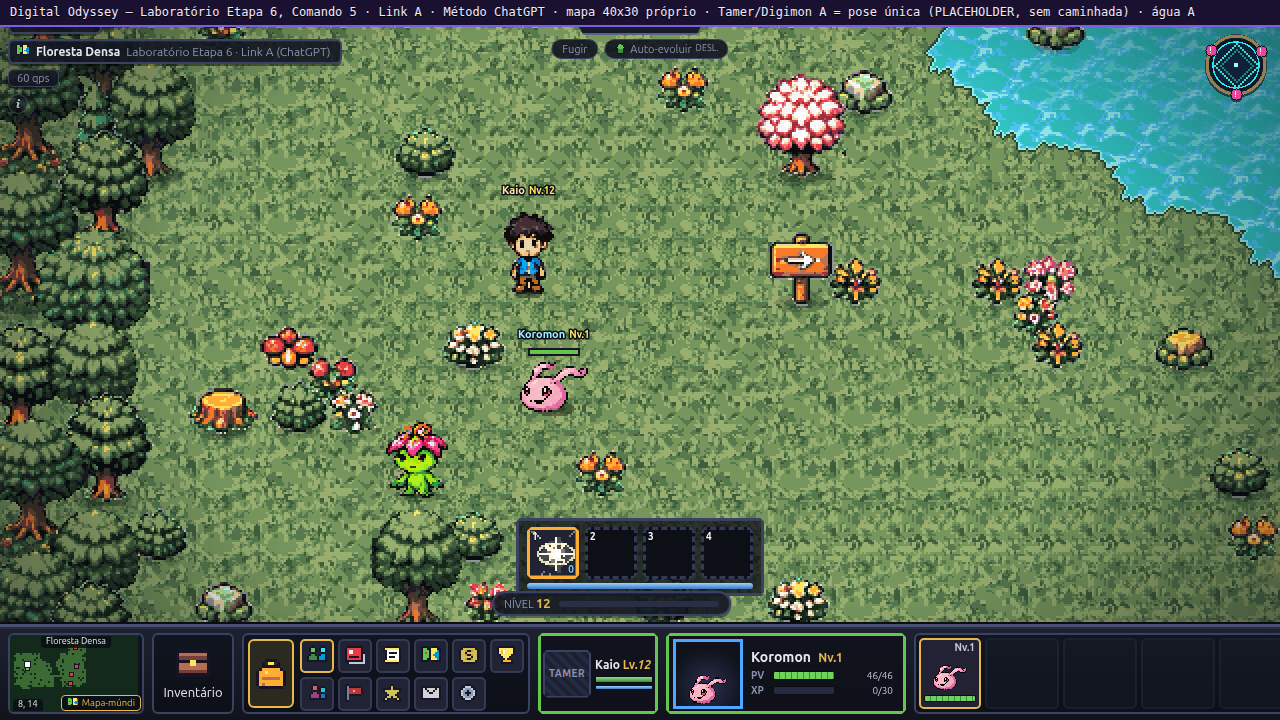 Digital Odyssey — Laboratório Etapa 6, Comando 5 · Link A · Método ChatGPT · mapa 40x30 próprio · Tamer/Digimon A = pose única (PLACEHOLDER, sem caminhada) · água A
Floresta Densa Laboratório Etapa 6 · Link A (ChatGPT)
Fugir
Auto-evoluir DESL.
60 qps
i
Kaio Nv.12
Koromon Nv.1
1 2 3 4
0
NÍVEL 12
Floresta Densa
8, 14
Mapa-múndi
Inventário
TAMER
Kaio Lv.12
Koromon Nv.1
PV 46/46
XP 0/30
Nv.1